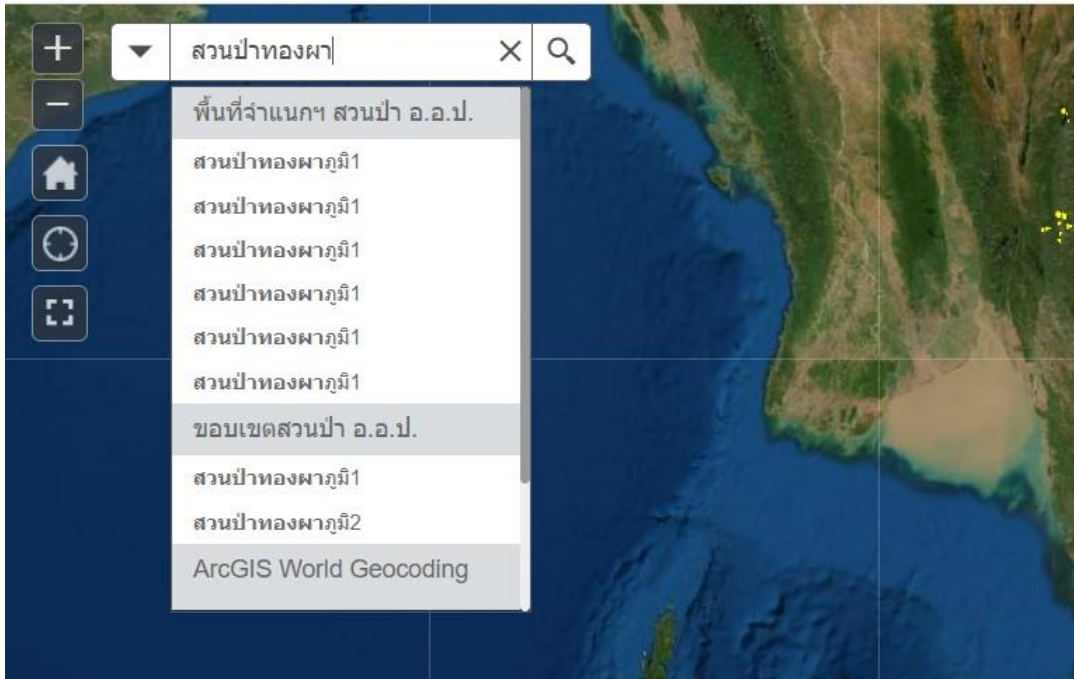 สวนป่าทองผา
พื้นที่จำแนกฯ สวนป่า อ.อ.ป.
สวนป่าทองผาภูมิ1
สวนป่าทองผาภูมิ1
สวนป่าทองผาภูมิ1
สวนป่าทองผาภูมิ1
สวนป่าทองผาภูมิ1
สวนป่าทองผาภูมิ1
ขอบเขตสวนป่า อ.อ.ป.
สวนป่าทองผาภูมิ1
สวนป่าทองผาภูมิ2
ArcGIS World Geocoding